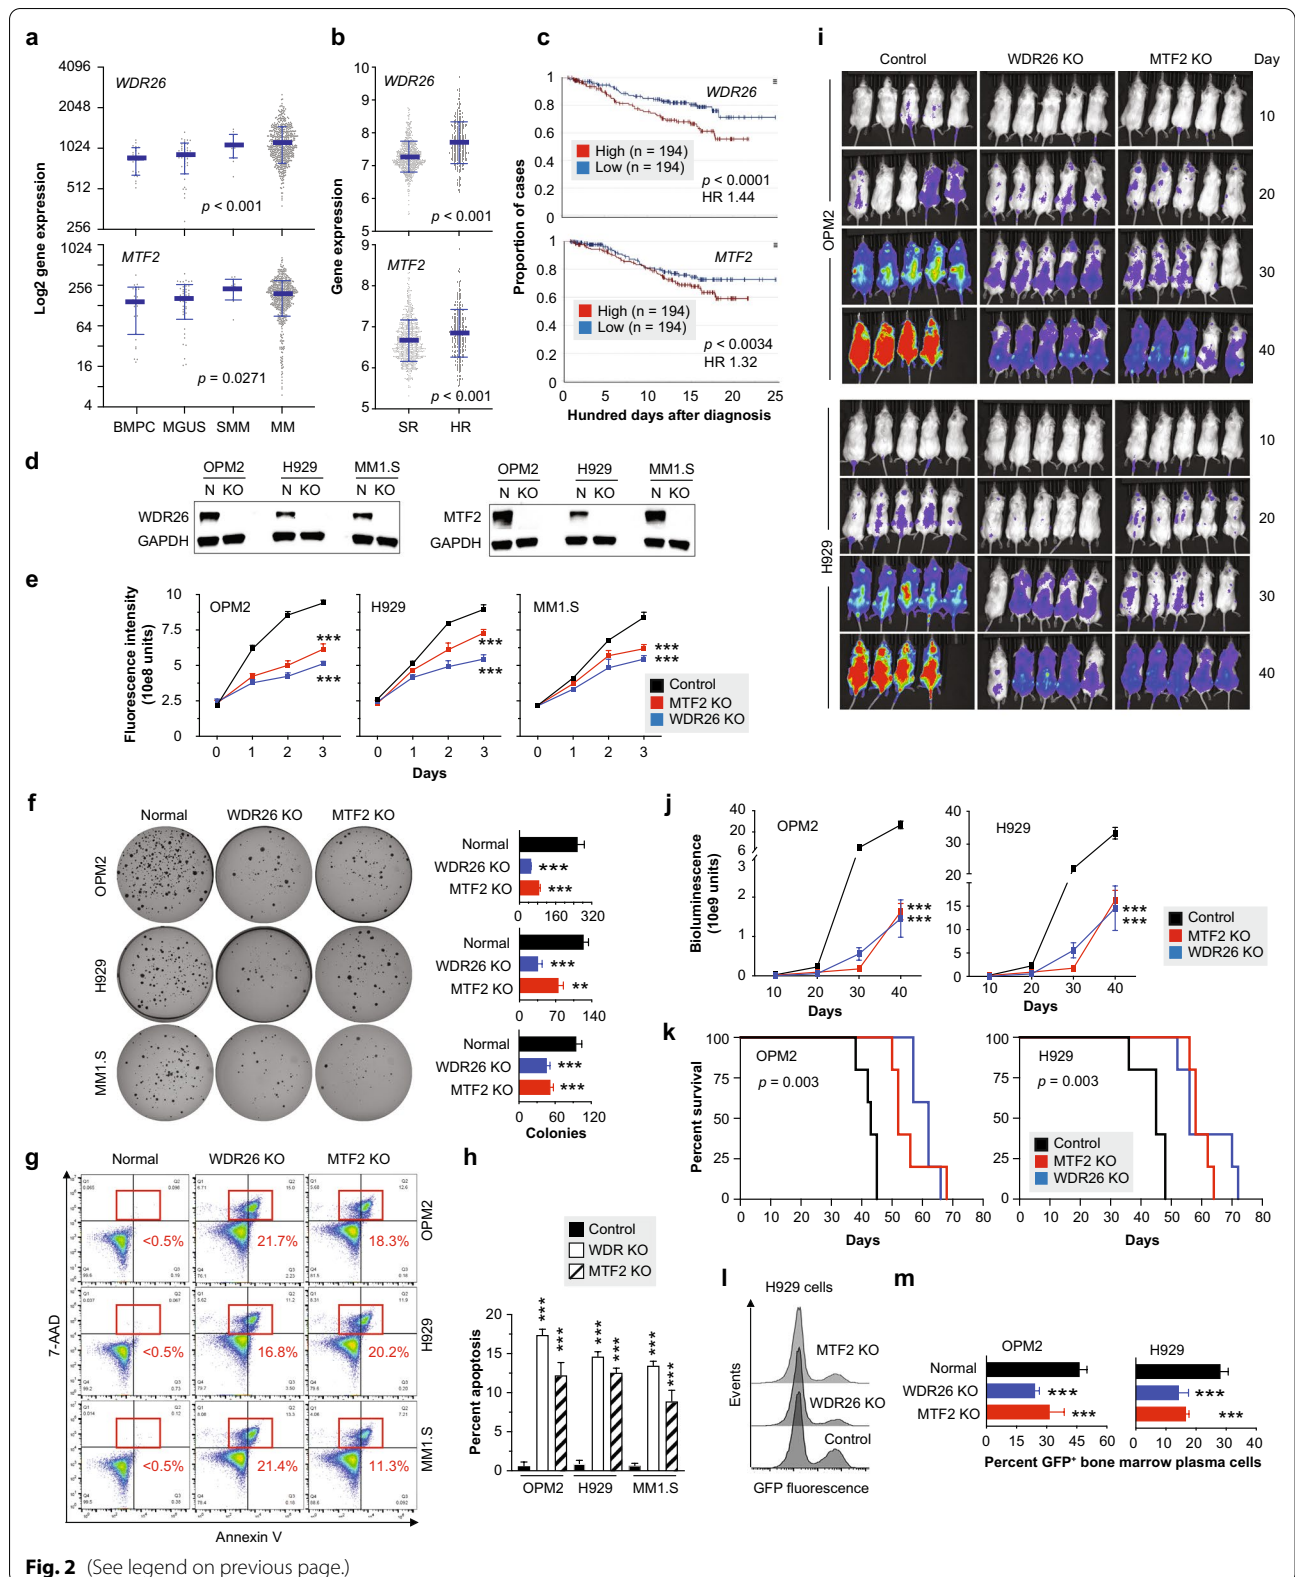 a
4096
2048
1024
512
256
WDR26
p < 0.001
1024
256
64
16
4
MTF2
p = 0.0271
Log2 gene expression
BMPC MGUS SMM MM
b
10
9
8
7
6
5
WDR26
p < 0.001
8
7
6
5
MTF2
p < 0.001
Gene expression
SR HR
c
1
0.8
0.6
0.4
0.2
0
WDR26
High (n = 194)
Low (n = 194)
p < 0.0001
HR 1.44
1
0.8
0.6
0.4
0.2
0
MTF2
High (n = 194)
Low (n = 194)
p < 0.0034
HR 1.32
Proportion of cases
0 5 10 15 20 25
Hundred days after diagnosis
d
OPM2 H929 MM1.S
N KO N KO N KO
WDR26
GAPDH
OPM2 H929 MM1.S
N KO N KO N KO
MTF2
GAPDH
e
Fluorescence intensity
(10e8 units)
10
7.5
5
2.5
0
OPM2
***
***
H929
***
***
MM1.S
***
***
Control
MTF2 KO
WDR26 KO
0 1 2 3 0 1 2 3 0 1 2 3
Days
f
Normal WDR26 KO MTF2 KO
OPM2
H929
MM1.S
Normal
WDR26 KO ***
MTF2 KO ***
0 160 320
Normal
WDR26 KO ***
MTF2 KO **
0 70 140
Normal
WDR26 KO ***
MTF2 KO ***
0 60 120
Colonies
g
Normal WDR26 KO MTF2 KO
<0.5% 21.7% 18.3%
OPM2
<0.5% 16.8% 20.2%
H929
<0.5% 21.4% 11.3%
MM1.S
7-AAD
Annexin V
h
Control
WDR KO
MTF2 KO
20
15
10
5
0
Percent apoptosis
*** *** *** *** *** ***
OPM2 H929 MM1.S
i
Control WDR26 KO MTF2 KO Day
OPM2
10
20
30
40
H929
10
20
30
40
j
Bioluminescence
(10e9 units)
40
20
6
3
2
1
0
OPM2
***
***
10 20 30 40
Days
40
30
20
15
10
5
0
H929
***
***
10 20 30 40
Days
Control
MTF2 KO
WDR26 KO
k
Percent survival
100
75
50
25
0
OPM2
p = 0.003
0 10 20 30 40 50 60 70 80
Days
100
75
50
25
0
H929
p = 0.003
Control
MTF2 KO
WDR26 KO
0 10 20 30 40 50 60 70 80
Days
l
H929 cells
MTF2 KO
WDR26 KO
Control
Events
GFP fluorescence
m
OPM2
Normal
WDR26 KO ***
MTF2 KO ***
0 15 30 45 60
H929
***
***
0 10 20 30 40
Percent GFP⁺ bone marrow plasma cells
Fig. 2 (See legend on previous page.)